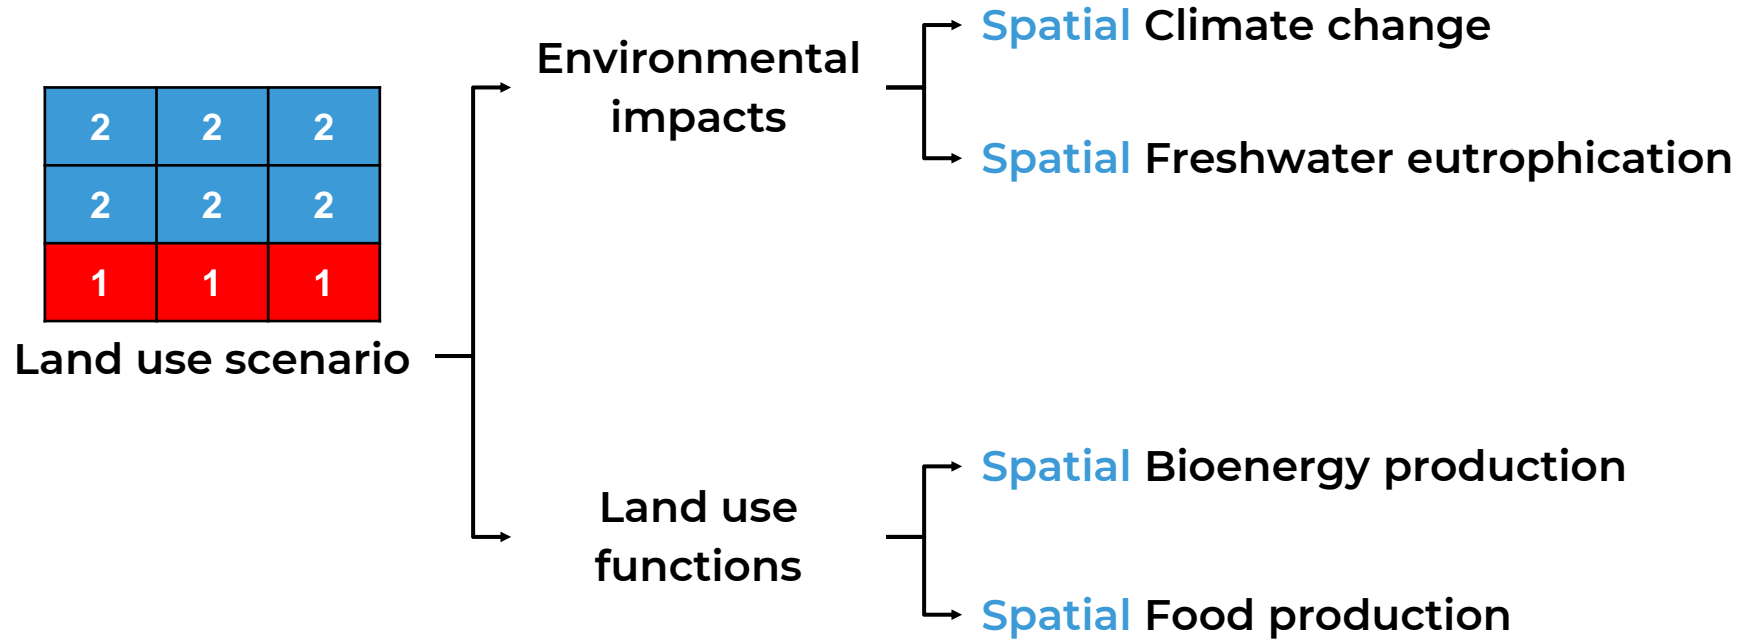 2 2 2
2 2 2
1 1 1
Land use scenario
Environmental
impacts
Spatial Climate change
Spatial Freshwater eutrophication
Land use
functions
Spatial Bioenergy production
Spatial Food production